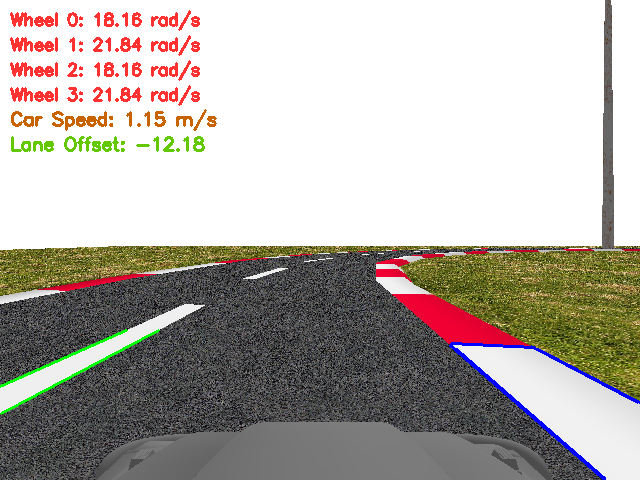 Wheel 0: 18.16 rad/s
Wheel 1: 21.84 rad/s
Wheel 2: 18.16 rad/s
Wheel 3: 21.84 rad/s
Car Speed: 1.15 m/s
Lane Offset: -12.18